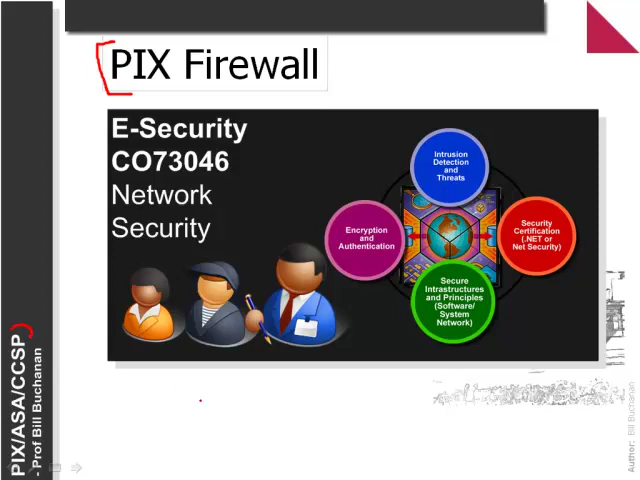 PIX Firewall
E-Security
CO73046
Network
Security
Intrusion
Detection
and
Threats
Encryption
and
Authentication
Security
Certification
(.NET or
Net Security)
Secure
Intrastructures
and Principles
(Software/
System
Network)
PIX/ASA/CCSP
- Prof Bill Buchanan
Author: Bill Buchanan